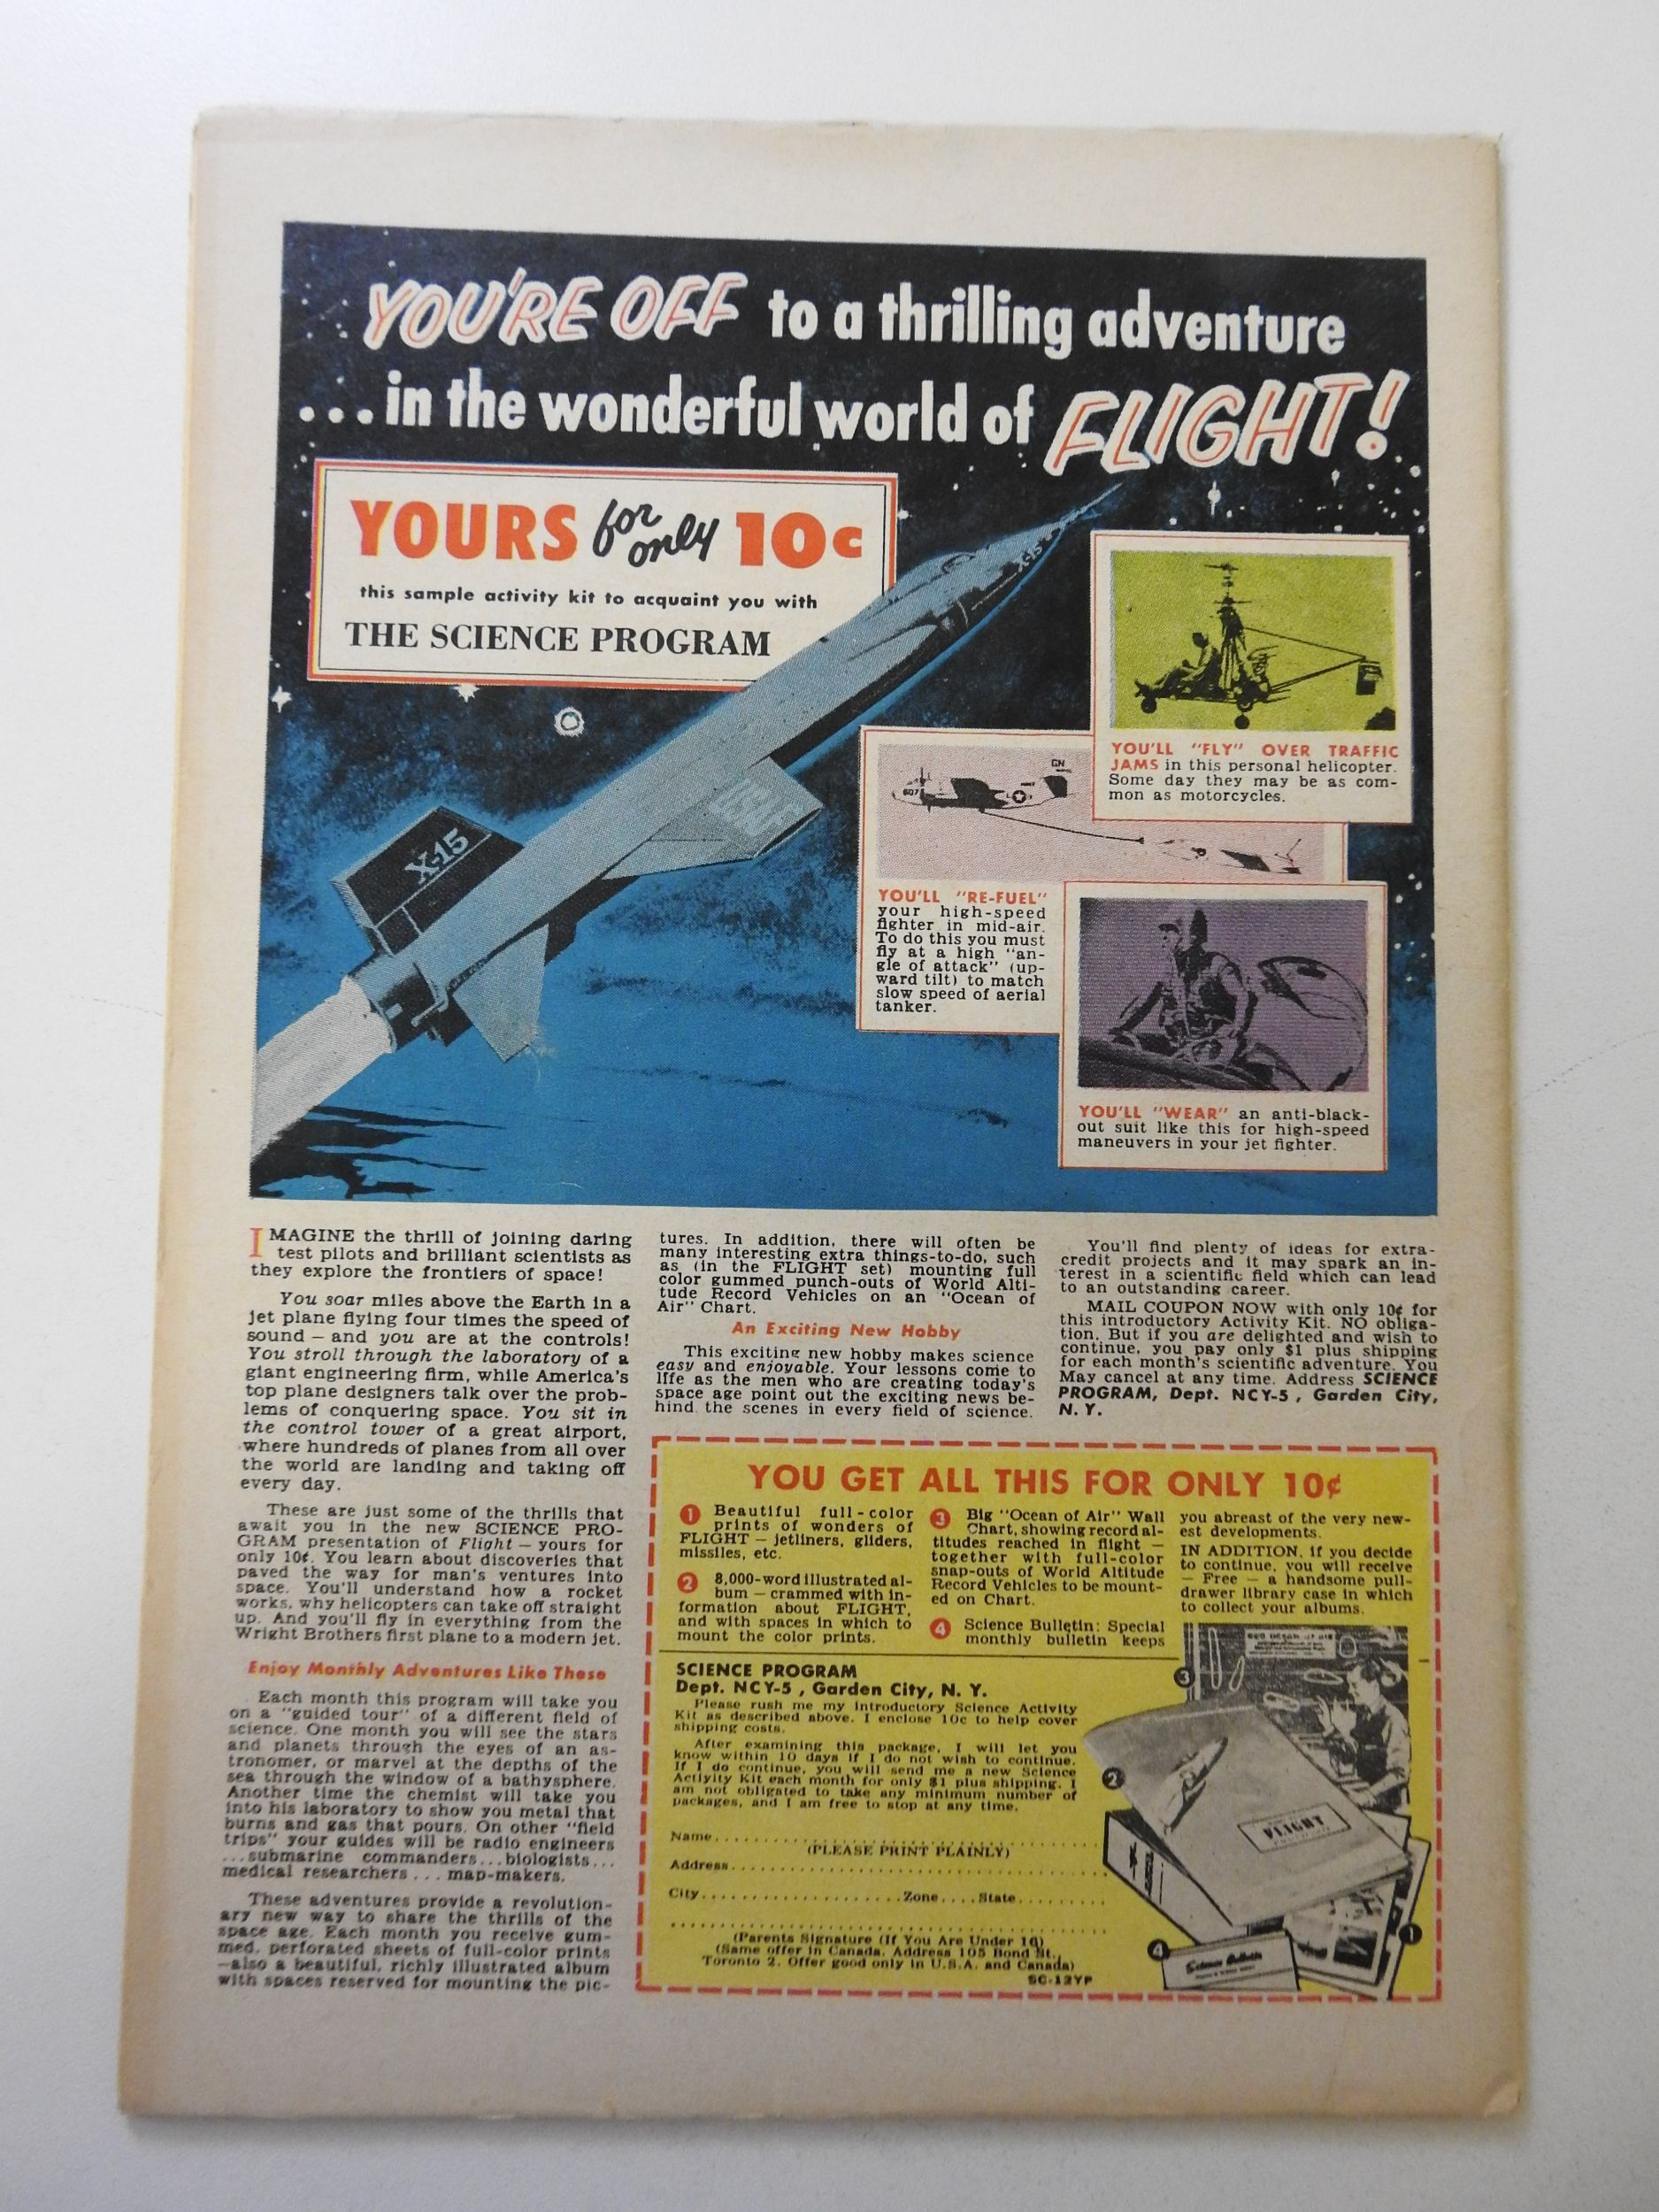 YOU'RE OFF to a thrilling adventure
...in the wonderful world of FLIGHT!
YOURS for only 10c
this sample activity kit to acquaint you with
THE SCIENCE PROGRAM
X-15
X-15
USAF
YOU'LL "FLY" OVER TRAFFIC
JAMS in this personal helicopter.
Some day they may be as com-
mon as motorcycles.
GN
607
YOU'LL "RE-FUEL"
your high-speed
fighter in mid-air.
To do this you must
fly at a high "an-
gle of attack" (up-
ward tilt) to match
slow speed of aerial
tanker.
YOU'LL "WEAR" an anti-black-
out suit like this for high-speed
maneuvers in your jet fighter.
IMAGINE the thrill of joining daring
test pilots and brilliant scientists as
they explore the frontiers of space!
You soar miles above the Earth in a
jet plane flying four times the speed of
sound — and you are at the controls!
You stroll through the laboratory of a
giant engineering firm, while America's
top plane designers talk over the prob-
lems of conquering space. You sit in
the control tower of a great airport,
where hundreds of planes from all over
the world are landing and taking off
every day.
These are just some of the thrills that
await you in the new SCIENCE PRO-
GRAM presentation of Flight — yours for
only 10¢. You learn about discoveries that
paved the way for man's ventures into
space. You'll understand how a rocket
works, why helicopters can take off straight
up. And you'll fly in everything from the
Wright Brothers first plane to a modern jet.
Enjoy Monthly Adventures Like These
Each month this program will take you
on a "guided tour" of a different field of
science. One month you will see the stars
and planets through the eyes of an as-
tronomer, or marvel at the depths of the
sea through the window of a bathysphere.
Another time the chemist will take you
into his laboratory to show you metal that
burns and gas that pours. On other "field
trips" your guides will be radio engineers
...submarine commanders...biologists...
medical researchers ... map-makers.
These adventures provide a revolution-
ary new way to share the thrills of the
space age. Each month you receive gum-
med, perforated sheets of full-color prints
—also a beautiful, richly illustrated album
with spaces reserved for mounting the pic-
tures. In addition, there will often be
many interesting extra things-to-do, such
as (in the FLIGHT set) mounting full
color gummed punch-outs of World Alti-
tude Record Vehicles on an "Ocean of
Air" Chart.
An Exciting New Hobby
This exciting new hobby makes science
easy and enjoyable. Your lessons come to
life as the men who are creating today's
space age point out the exciting news be-
hind the scenes in every field of science.
You'll find plenty of ideas for extra-
credit projects and it may spark an in-
terest in a scientific field which can lead
to an outstanding career.
MAIL COUPON NOW with only 10¢ for
this introductory Activity Kit. NO obliga-
tion. But if you are delighted and wish to
continue, you pay only $1 plus shipping
for each month's scientific adventure. You
May cancel at any time. Address SCIENCE
PROGRAM, Dept. NCY-5 , Garden City,
N. Y.
YOU GET ALL THIS FOR ONLY 10¢
1 Beautiful full-color
prints of wonders of
FLIGHT — jetliners, gliders,
missiles, etc.
2 8,000-word illustrated al-
bum — crammed with in-
formation about FLIGHT,
and with spaces in which to
mount the color prints.
3 Big "Ocean of Air" Wall
Chart, showing record al-
titudes reached in flight —
together with full-color
snap-outs of World Altitude
Record Vehicles to be mount-
ed on Chart.
4 Science Bulletin: Special
monthly bulletin keeps
you abreast of the very new-
est developments.
IN ADDITION, if you decide
to continue, you will receive
— Free — a handsome pull-
drawer library case in which
to collect your albums.
SCIENCE PROGRAM
Dept. NCY-5 , Garden City, N. Y.
Please rush me my Introductory Science Activity
Kit as described above. I enclose 10c to help cover
shipping costs.
After examining this package, I will let you
know within 10 days if I do not wish to continue.
If I do continue, you will send me a new Science
Activity Kit each month for only $1 plus shipping. I
am not obligated to take any minimum number of
packages, and I am free to stop at any time.
Name
(PLEASE PRINT PLAINLY)
Address
City Zone State
(Parents Signature (If You Are Under 16)
(Same offer in Canada. Address 105 Bond St.,
Toronto 2. Offer good only in U.S.A. and Canada)
SC-12YP
3
2
FLIGHT
1
4
Science Bulletin